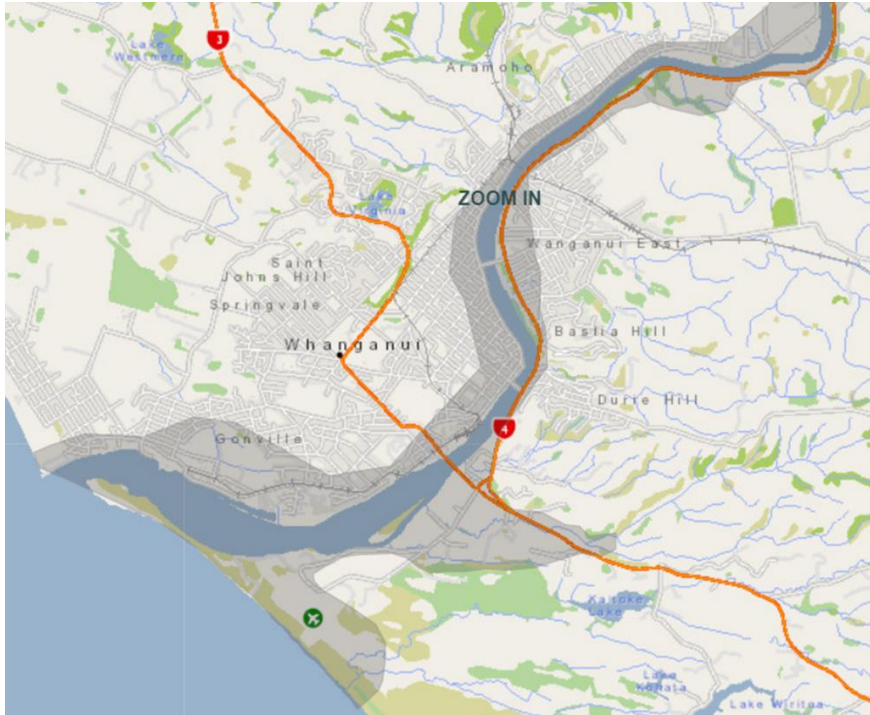 3
Lake
Westmere
Aramoho
ZOOM IN
Lake
Virginia
Wanganui East
Saint
Johns Hill
Springvale
Whanganui
Bastia Hill
Durie Hill
4
Gonville
Kaitoke
Lake
Lake
Kohata
Lake Wiritoa